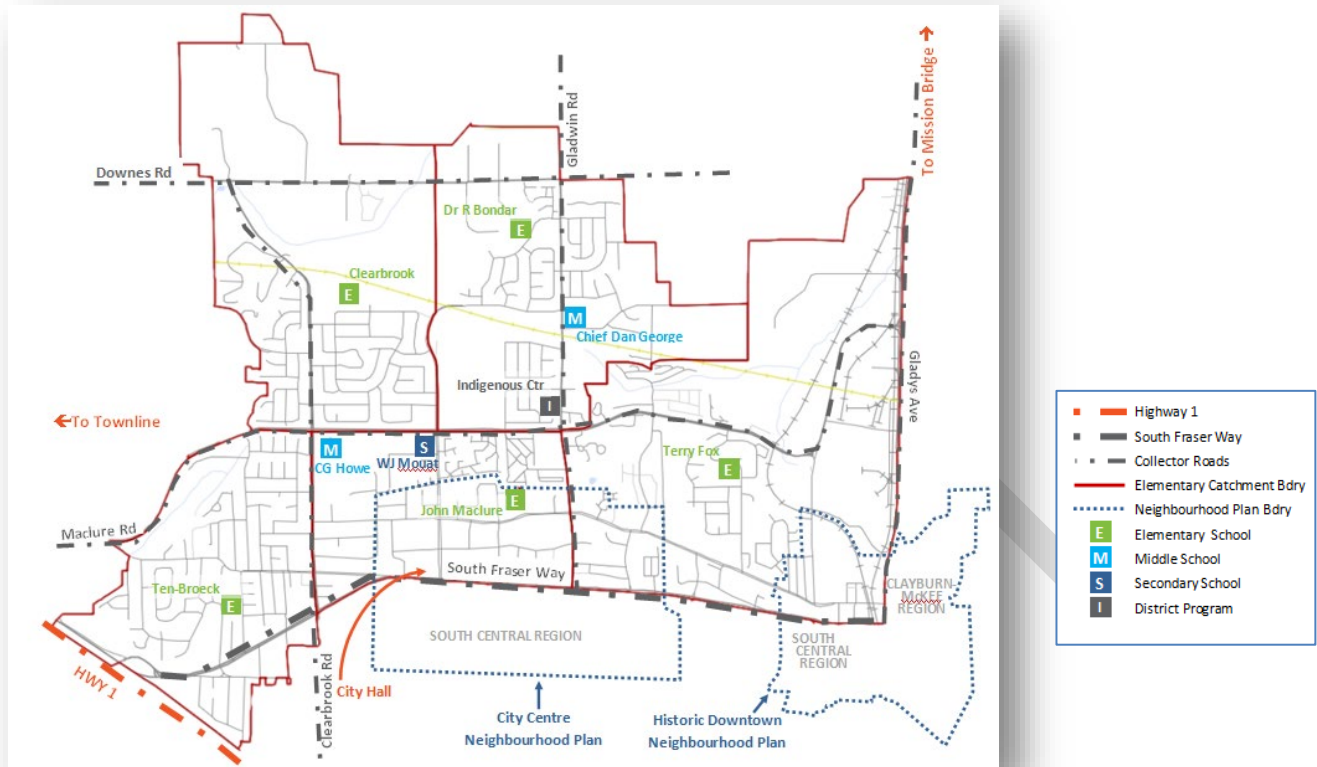 To Mission Bridge →
Gladwin Rd
Downes Rd
Dr R Bondar
E
Clearbrook
E
M
Chief Dan George
Gladys Ave
Indigenous Ctr
I
←To Townline
M
CG Howe
S
WJ Mouat
Terry Fox
E
John Maclure
E
Maclure Rd
South Fraser Way
Ten-Broeck
E
CLAYBURN-
McKEE
REGION
SOUTH CENTRAL REGION
SOUTH
CENTRAL
REGION
HWY 1
Clearbrook Rd
City Hall
City Centre
Neighbourhood Plan
Historic Downtown
Neighbourhood Plan
Highway 1
South Fraser Way
Collector Roads
Elementary Catchment Bdry
Neighbourhood Plan Bdry
E Elementary School
M Middle School
S Secondary School
I District Program